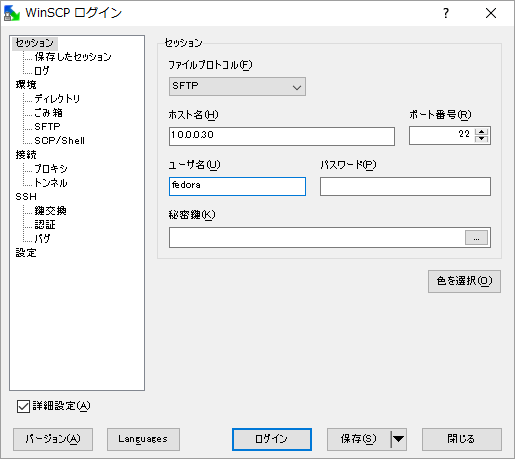 WinSCP ログイン
セッション
保存したセッション
ログ
環境
ディレクトリ
ごみ箱
SFTP
SCP/Shell
接続
プロキシ
トンネル
SSH
鍵交換
認証
バグ
設定
セッション
ファイルプロトコル(F)
SFTP
ホスト名(H) ポート番号(R)
10.0.0.30 22
ユーザ名(U) パスワード(P)
fedora
秘密鍵(K)
...
色を選択(O)
詳細設定(A)
バージョン(A) Languages ログイン 保存(S) 閉じる